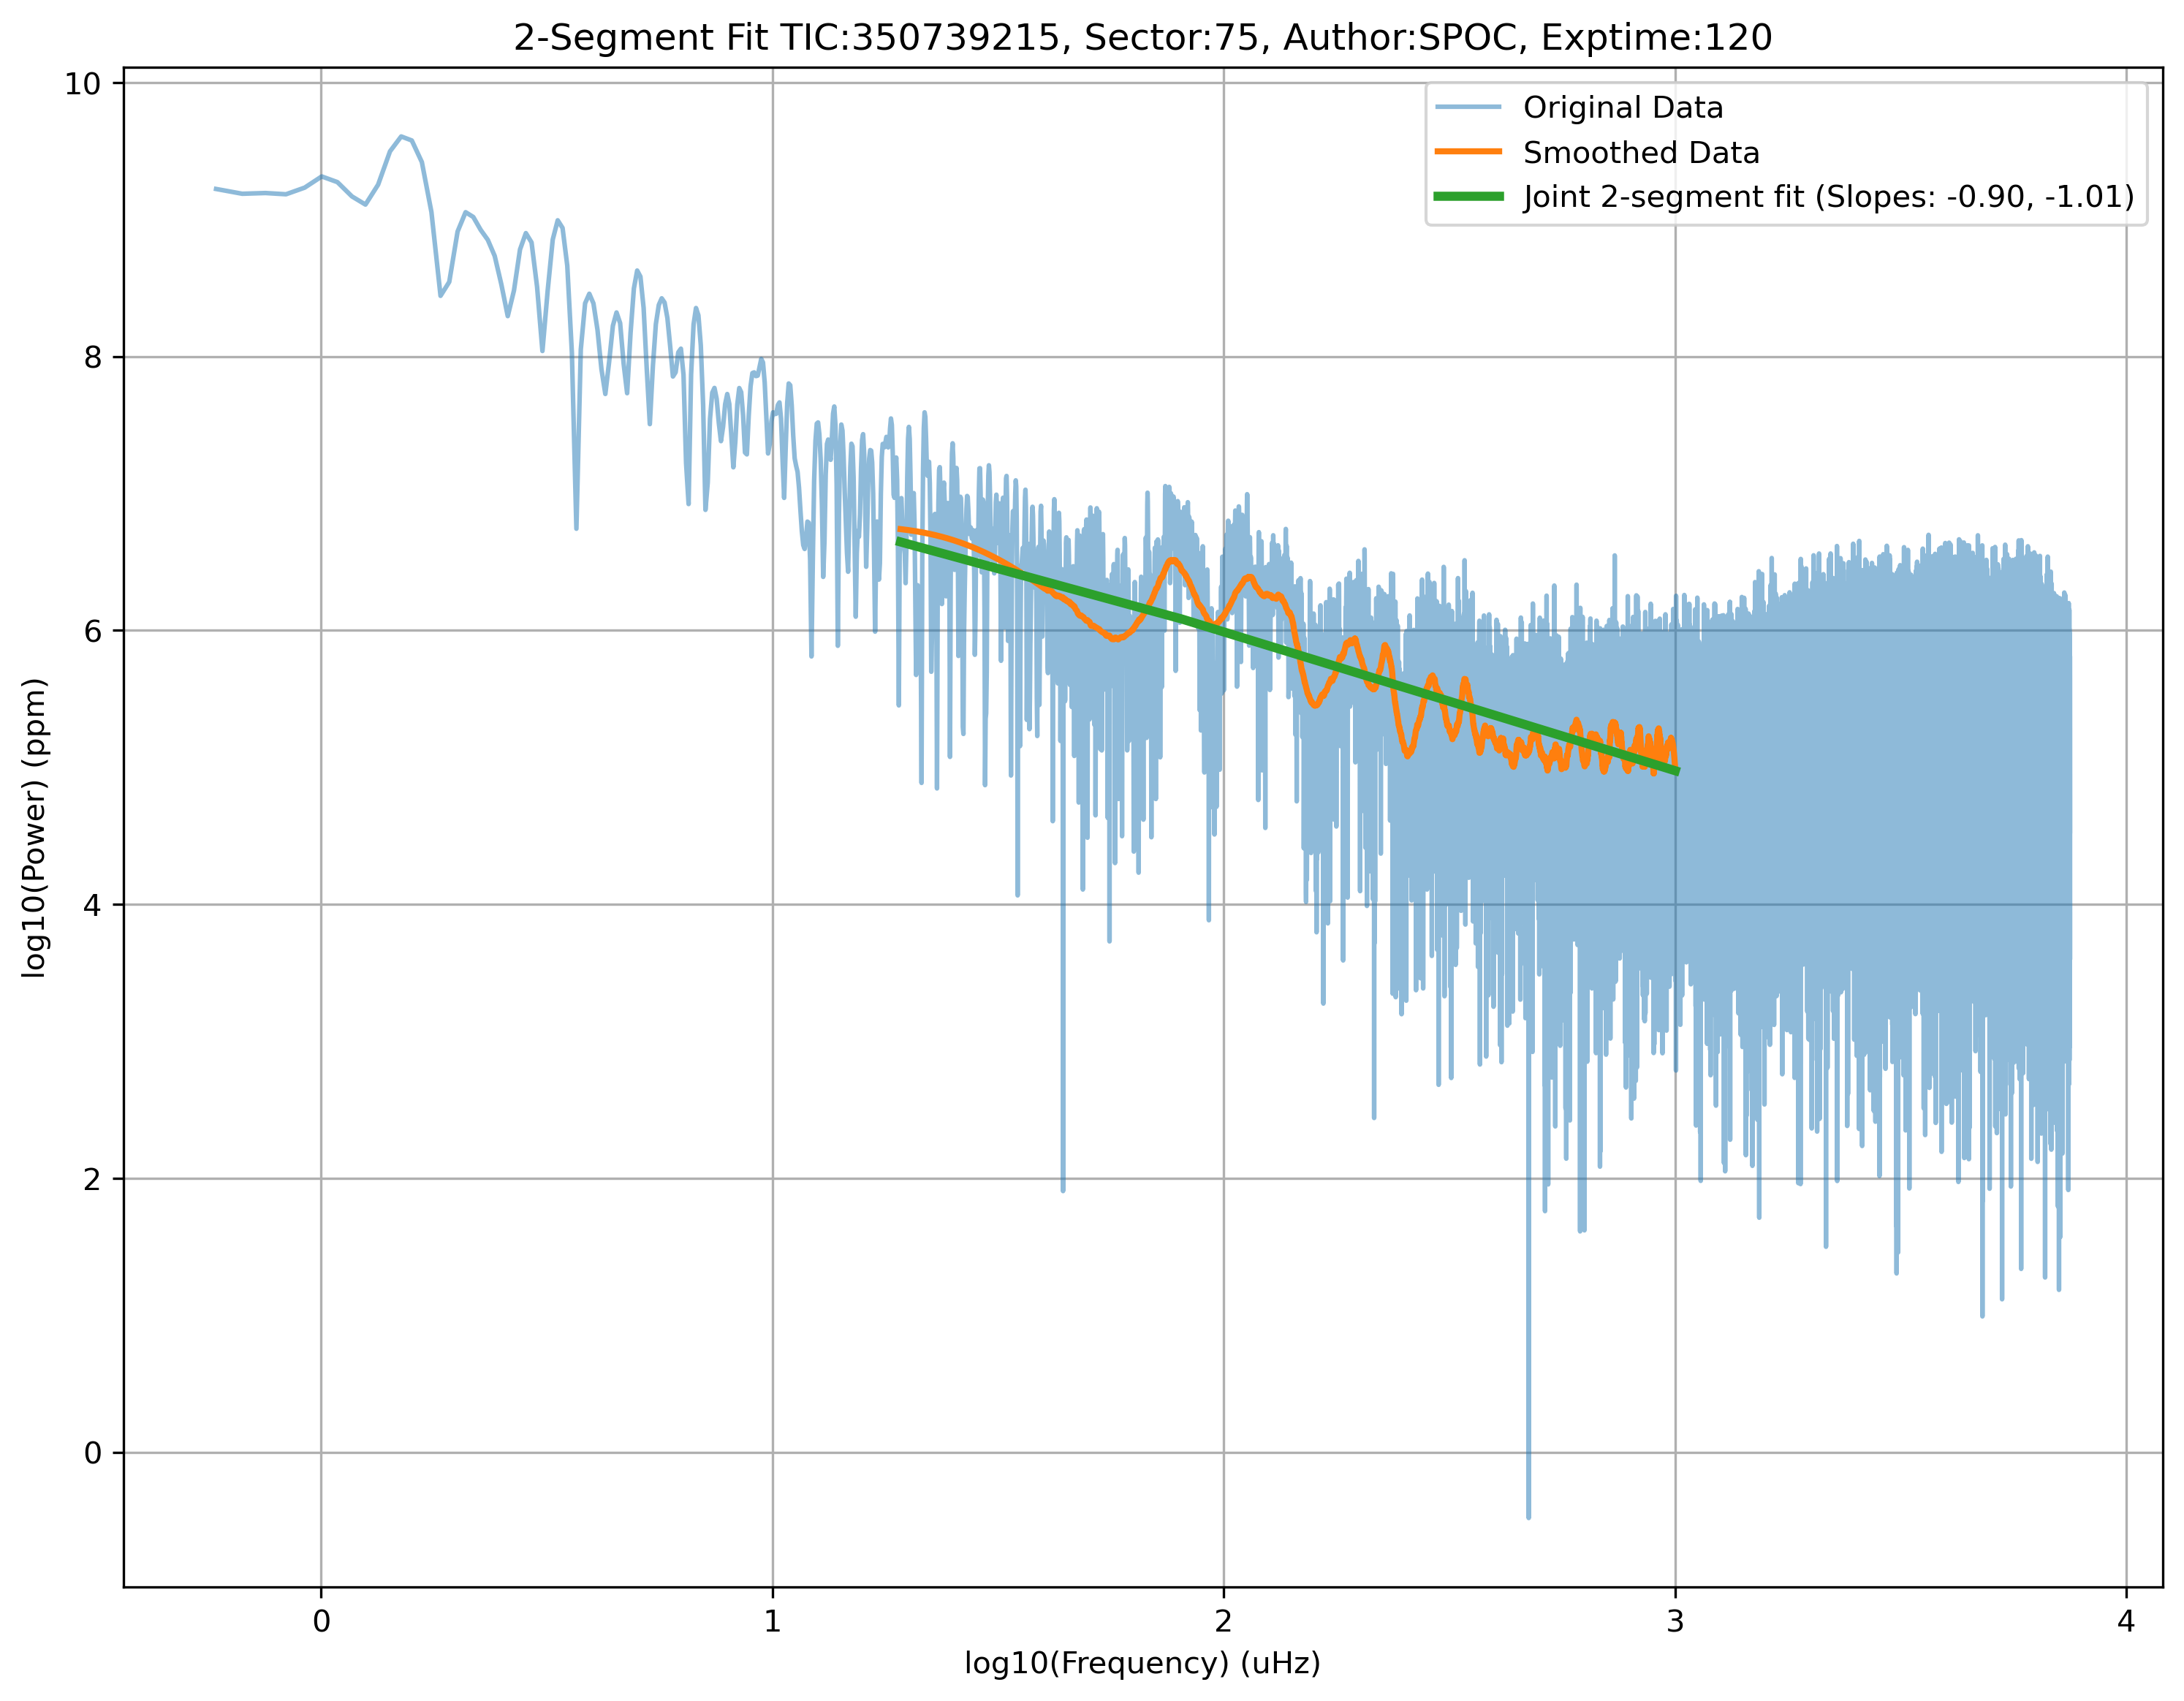 2-Segment Fit TIC:350739215, Sector:75, Author:SPOC, Exptime:120
Original Data
Smoothed Data
Joint 2-segment fit (Slopes: -0.90, -1.01)
log10(Power) (ppm)
10
8
6
4
2
0
0 1 2 3 4
log10(Frequency) (uHz)